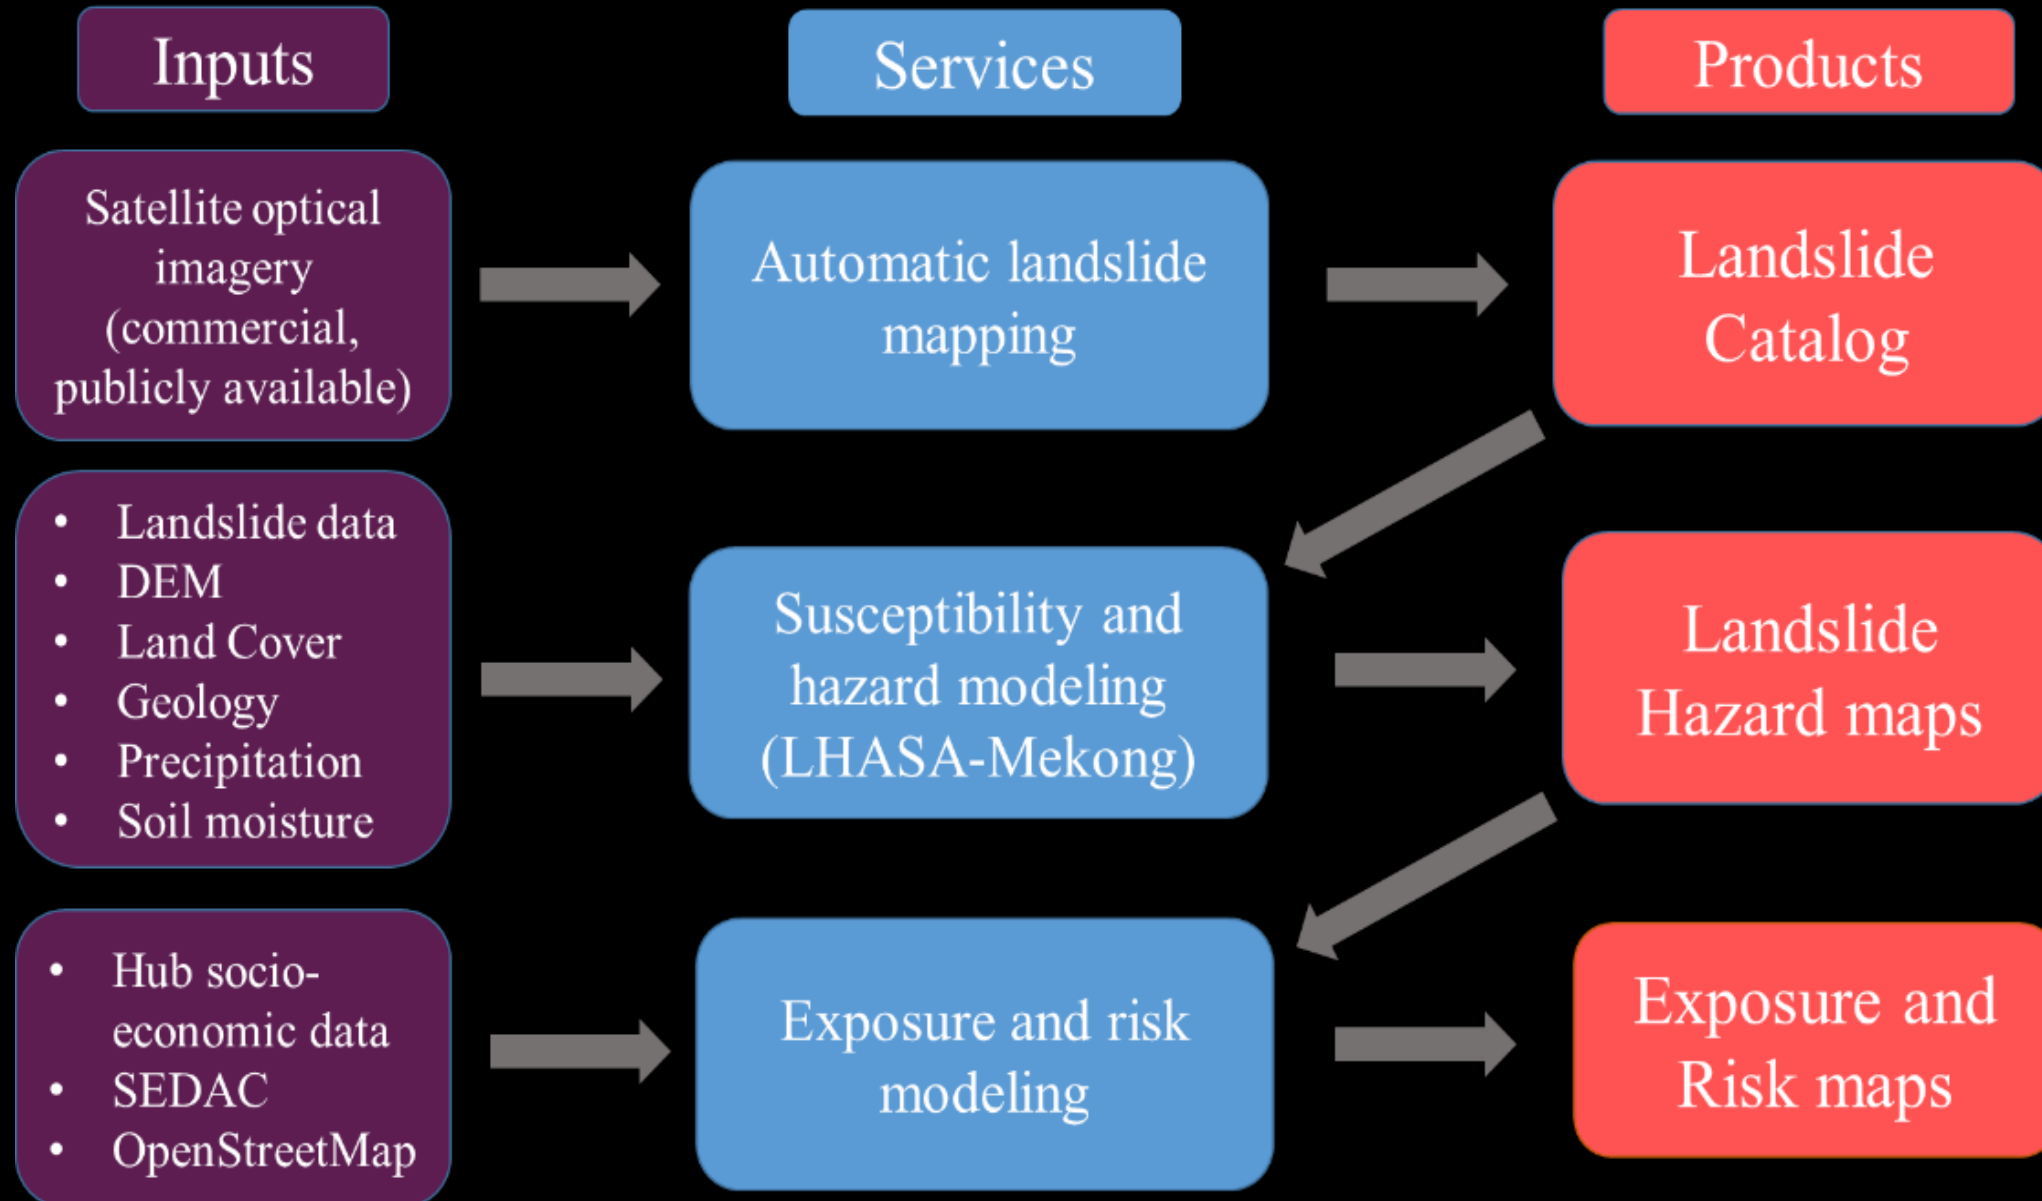 Inputs
Services
Products
Satellite optical
imagery
(commercial,
publicly available)
Automatic landslide
mapping
Landslide
Catalog
• Landslide data
• DEM
• Land Cover
• Geology
• Precipitation
• Soil moisture
Susceptibility and
hazard modeling
(LHASA-Mekong)
Landslide
Hazard maps
• Hub socio-
economic data
• SEDAC
• OpenStreetMap
Exposure and risk
modeling
Exposure and
Risk maps